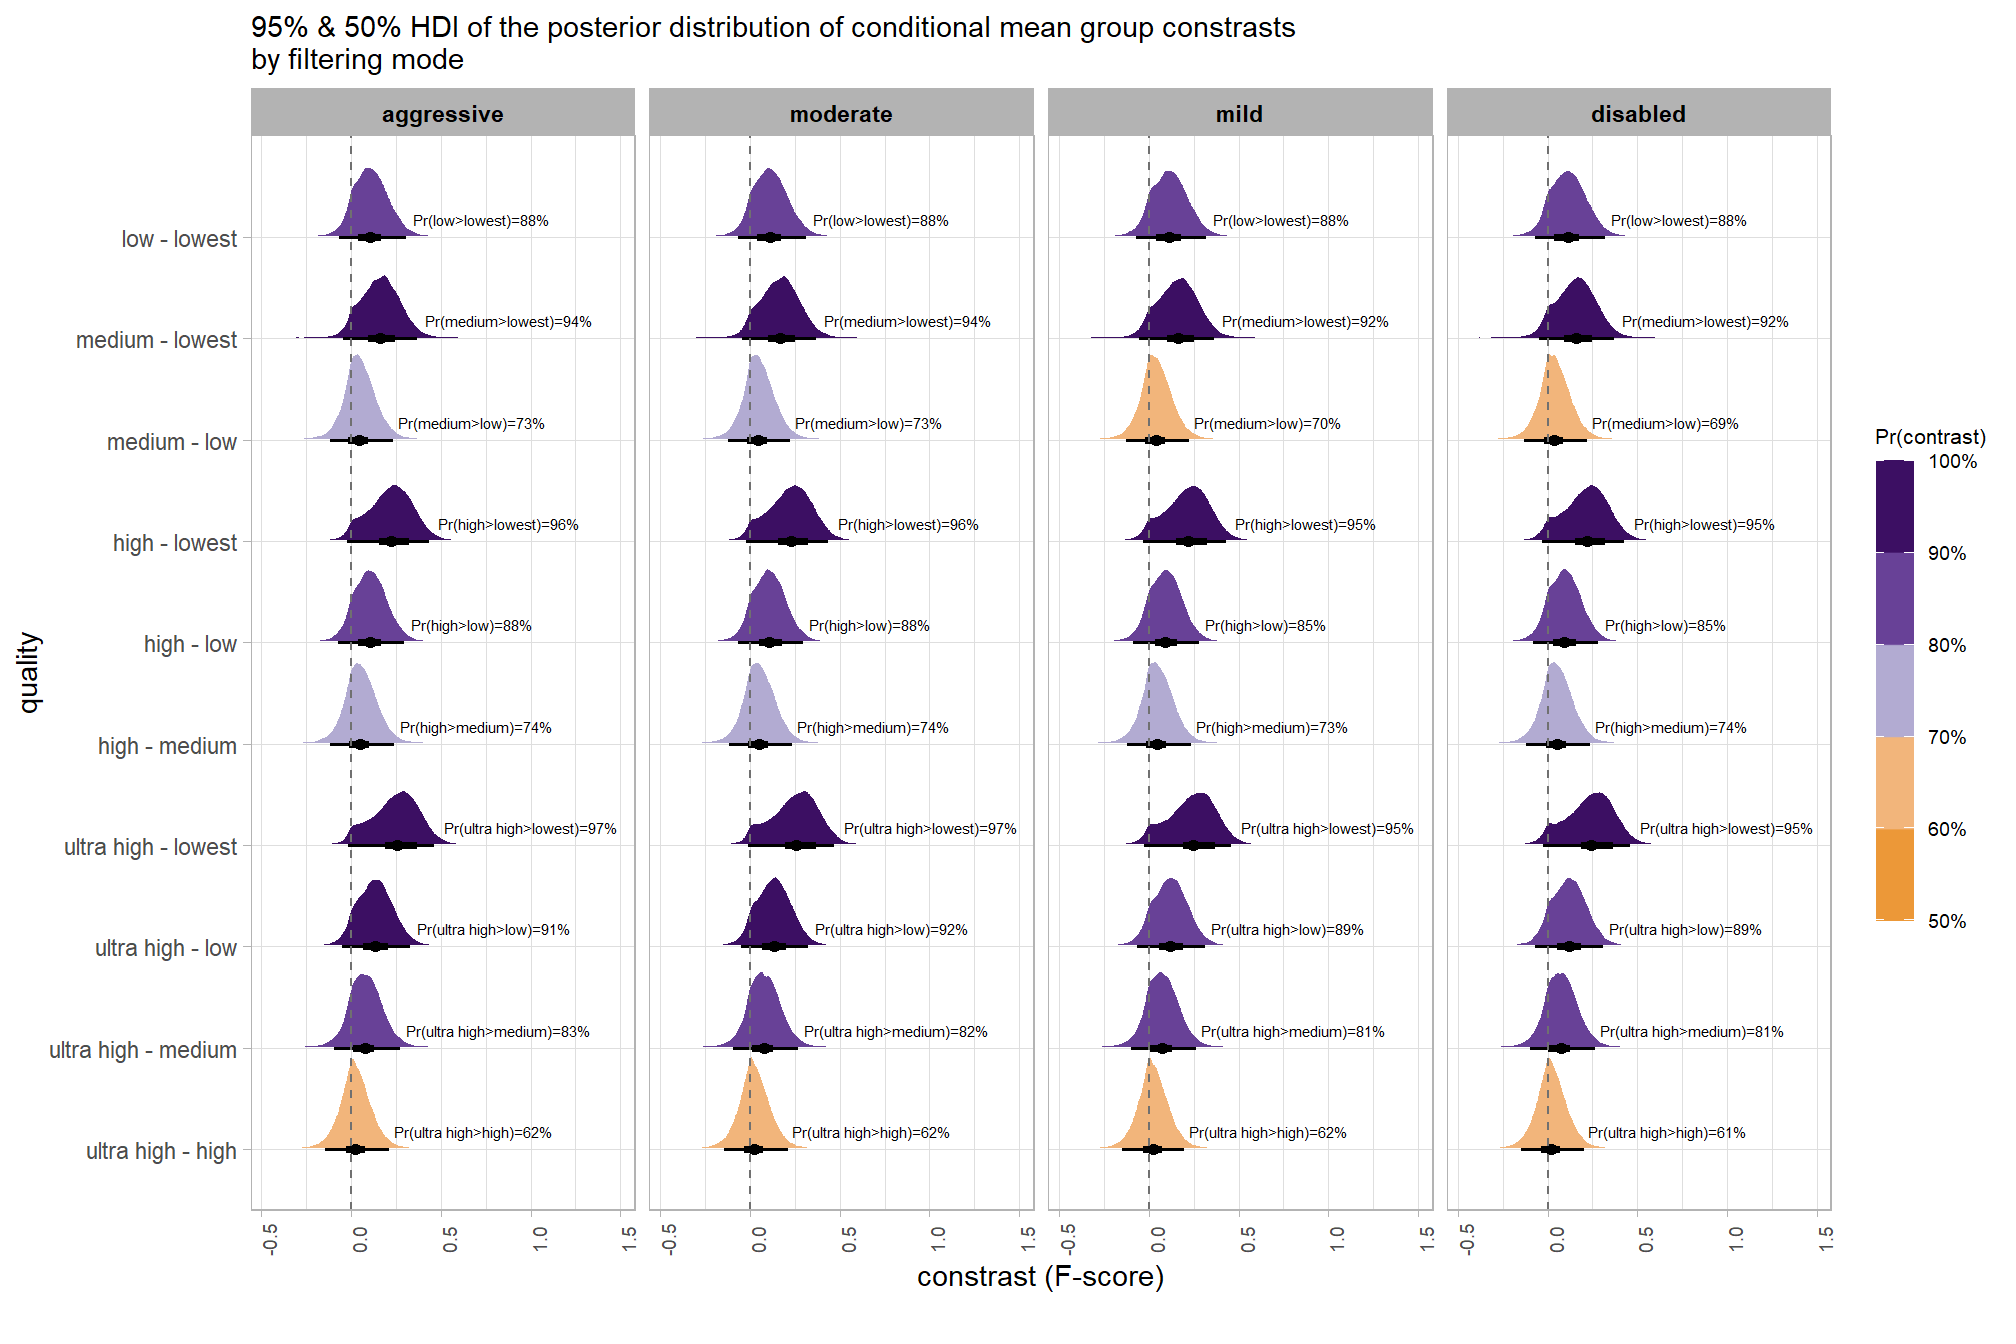 95% & 50% HDI of the posterior distribution of conditional mean group constrasts
by filtering mode
aggressive moderate mild disabled
low - lowest Pr(low>lowest)=88% Pr(low>lowest)=88% Pr(low>lowest)=88% Pr(low>lowest)=88%
medium - lowest Pr(medium>lowest)=94% Pr(medium>lowest)=94% Pr(medium>lowest)=92% Pr(medium>lowest)=92%
medium - low Pr(medium>low)=73% Pr(medium>low)=73% Pr(medium>low)=70% Pr(medium>low)=69%
high - lowest Pr(high>lowest)=96% Pr(high>lowest)=96% Pr(high>lowest)=95% Pr(high>lowest)=95%
high - low Pr(high>low)=88% Pr(high>low)=88% Pr(high>low)=85% Pr(high>low)=85%
high - medium Pr(high>medium)=74% Pr(high>medium)=74% Pr(high>medium)=73% Pr(high>medium)=74%
ultra high - lowest Pr(ultra high>lowest)=97% Pr(ultra high>lowest)=97% Pr(ultra high>lowest)=95% Pr(ultra high>lowest)=95%
ultra high - low Pr(ultra high>low)=91% Pr(ultra high>low)=92% Pr(ultra high>low)=89% Pr(ultra high>low)=89%
ultra high - medium Pr(ultra high>medium)=83% Pr(ultra high>medium)=82% Pr(ultra high>medium)=81% Pr(ultra high>medium)=81%
ultra high - high Pr(ultra high>high)=62% Pr(ultra high>high)=62% Pr(ultra high>high)=62% Pr(ultra high>high)=61%
quality
-0.5 0.0 0.5 1.0 1.5 -0.5 0.0 0.5 1.0 1.5 -0.5 0.0 0.5 1.0 1.5 -0.5 0.0 0.5 1.0 1.5
constrast (F-score)
Pr(contrast)
100%
90%
80%
70%
60%
50%